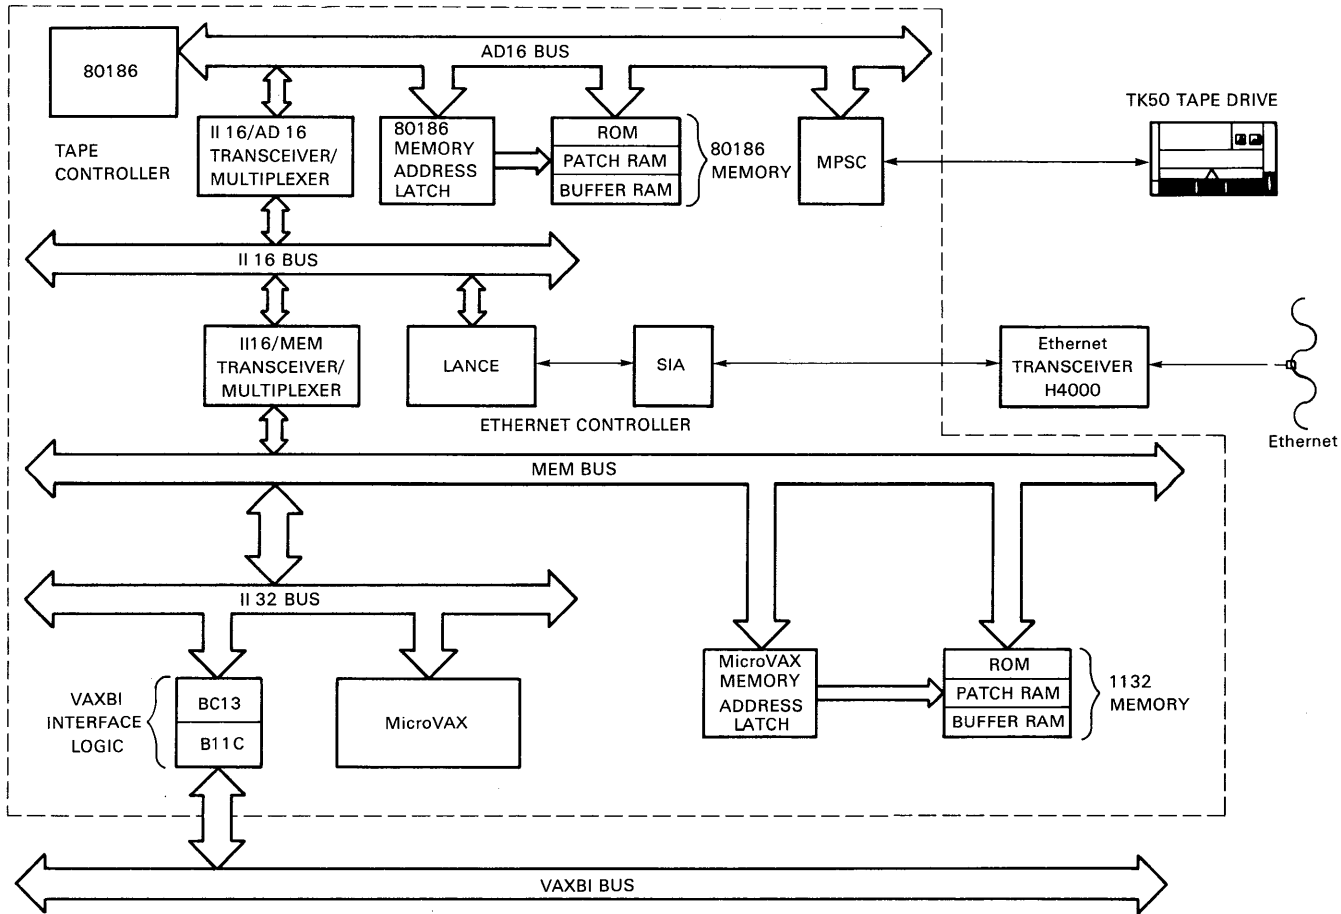 AD16 BUS
80186
TAPE
CONTROLLER
II 16/AD 16
TRANSCEIVER/
MULTIPLEXER
80186
MEMORY
ADDRESS
LATCH
ROM
PATCH RAM
BUFFER RAM
80186
MEMORY
MPSC
TK50 TAPE DRIVE
II 16 BUS
II16/MEM
TRANSCEIVER/
MULTIPLEXER
LANCE
SIA
ETHERNET CONTROLLER
Ethernet
TRANSCEIVER
H4000
Ethernet
MEM BUS
II 32 BUS
VAXBI
INTERFACE
LOGIC
BC13
B11C
MicroVAX
MicroVAX
MEMORY
ADDRESS
LATCH
ROM
PATCH RAM
BUFFER RAM
1132
MEMORY
VAXBI BUS